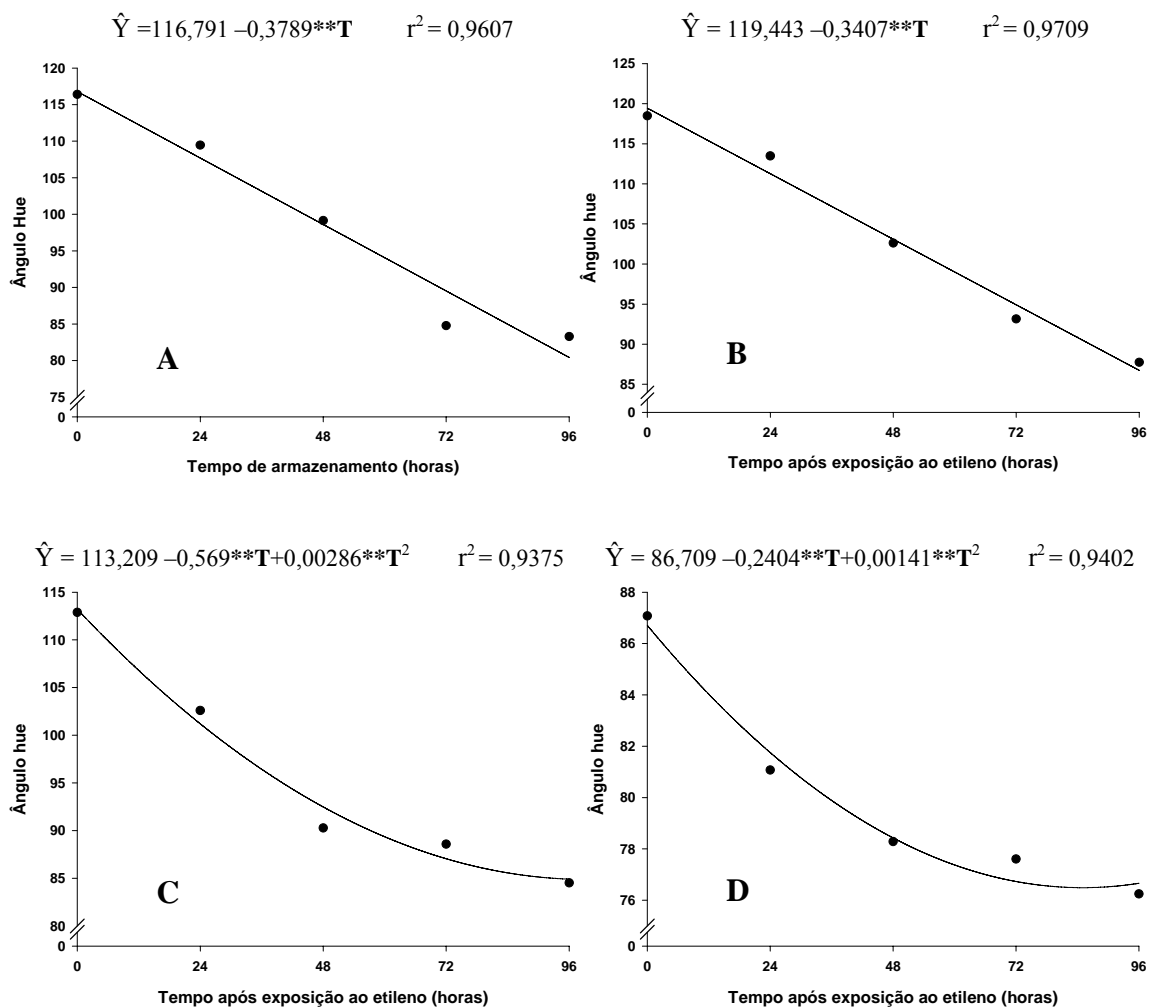 Ŷ =116,791 –0,3789**T r² = 0,9607
120
115
110
105
100
95
90
85
80
75
0
Ângulo Hue
A
0 24 48 72 96
Tempo de armazenamento (horas)
Ŷ = 119,443 –0,3407**T r² = 0,9709
125
120
115
110
105
100
95
90
85
0
Ângulo hue
B
0 24 48 72 96
Tempo após exposição ao etileno (horas)
Ŷ = 113,209 –0,569**T+0,00286**T² r² = 0,9375
115
110
105
100
95
90
85
80
0
Ângulo hue
C
0 24 48 72 96
Tempo após exposição ao etileno (horas)
Ŷ = 86,709 –0,2404**T+0,00141**T² r² = 0,9402
88
86
84
82
80
78
76
0
Ângulo hue
D
0 24 48 72 96
Tempo após exposição ao etileno (horas)